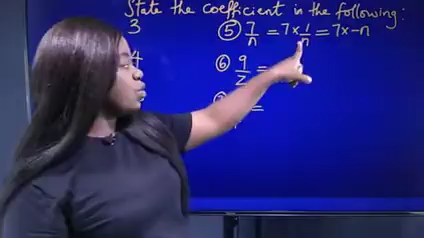 State the coefficient in the following:
3
⑤ 7/n = 7 x 1/n = 7x-n
4
⑥ 9/z =
=